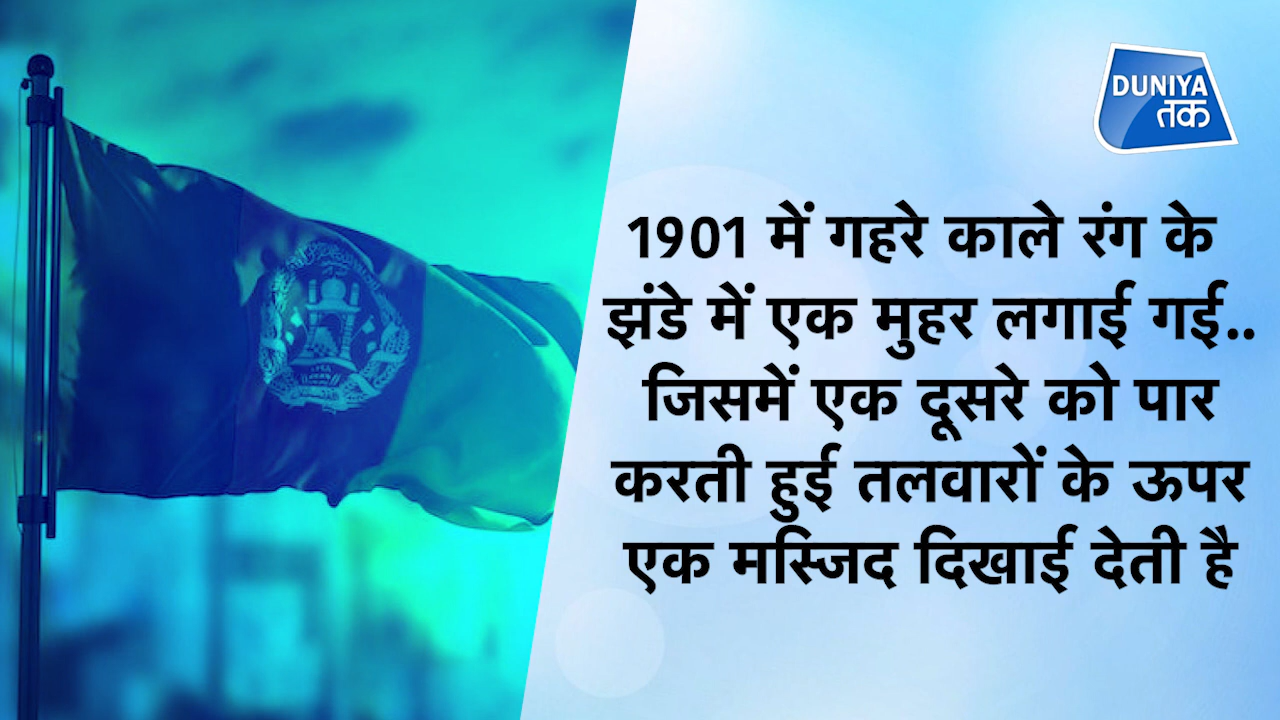 DUNIYA
तक
1901 में गहरे काले रंग के
झंडे में एक मुहर लगाई गई..
जिसमें एक दूसरे को पार
करती हुई तलवारों के ऊपर
एक मस्जिद दिखाई देती है